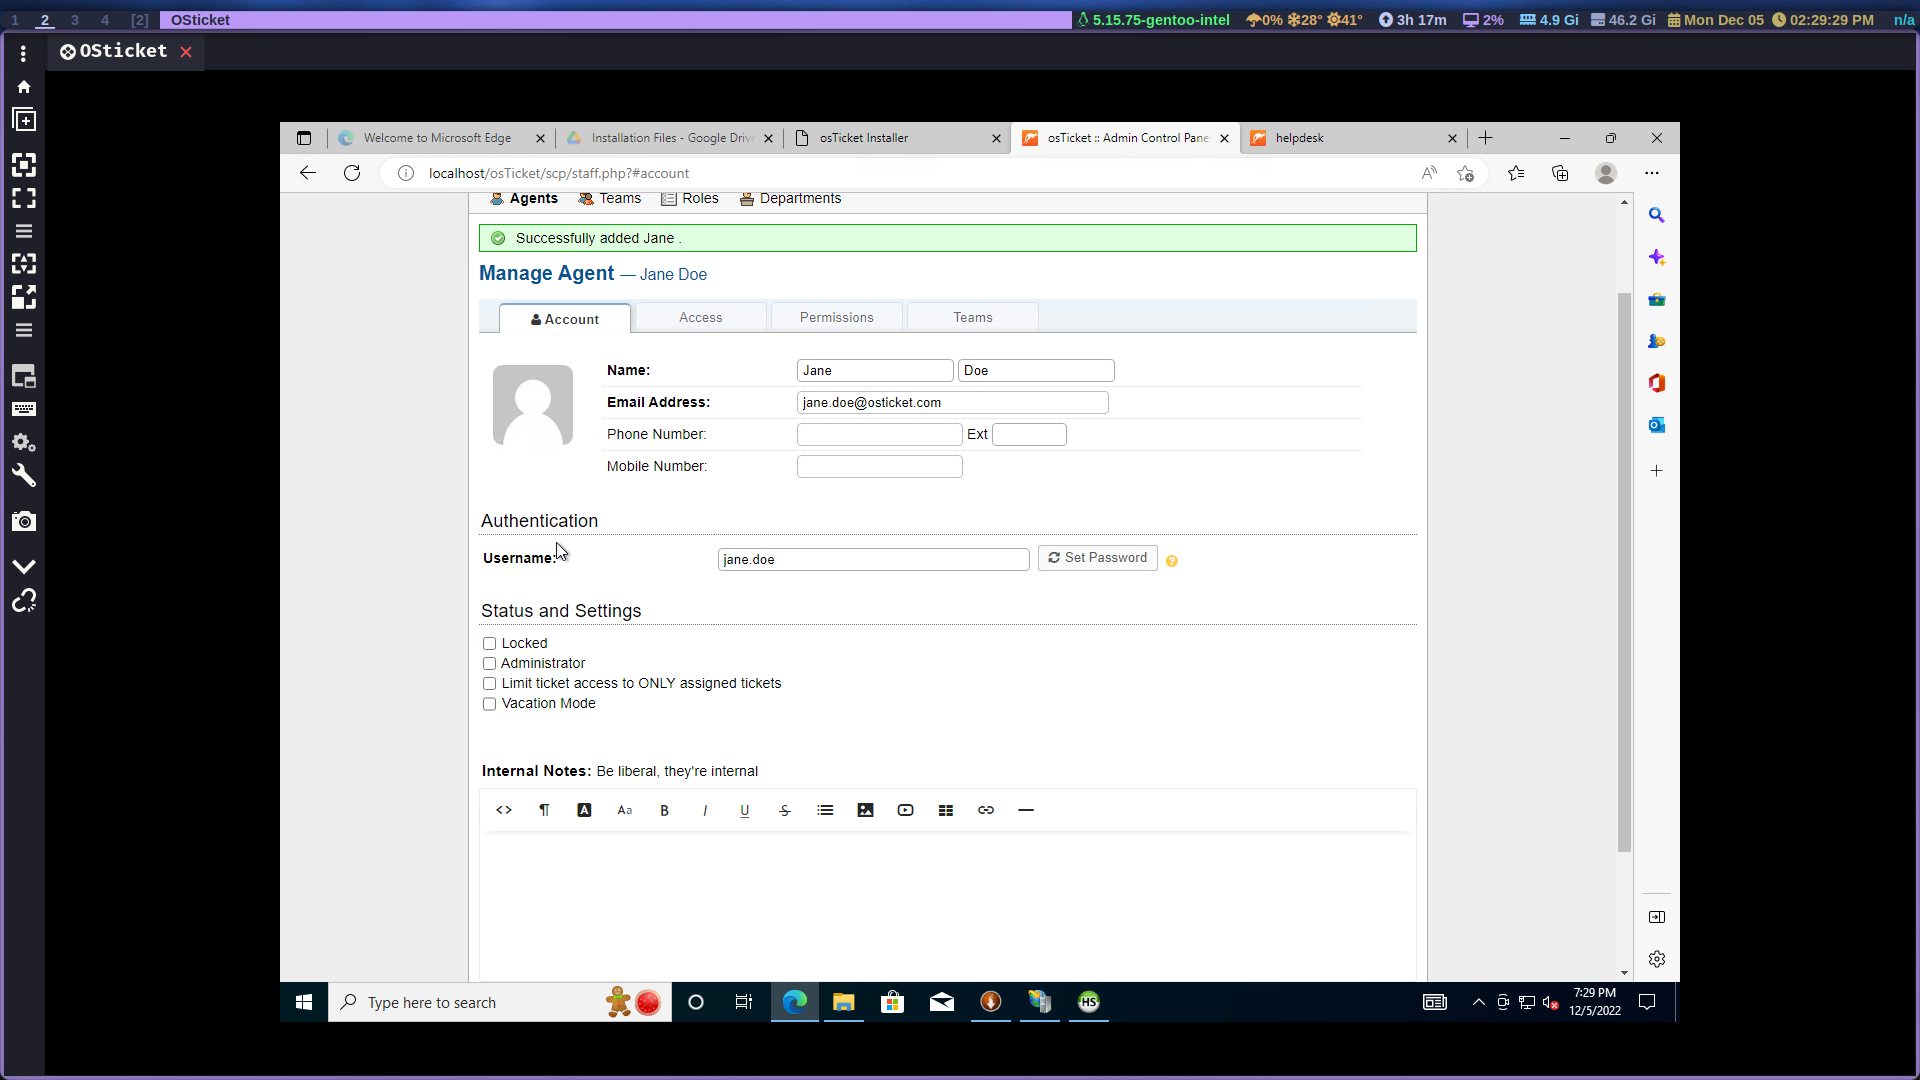 1 2 3 4 [2] OSticket 5.15.75-gentoo-intel 0% 28° 41° 3h 17m 2% 4.9 Gi 46.2 Gi Mon Dec 05 02:29:29 PM n/a
OSticket
Welcome to Microsoft Edge
Installation Files - Google Drive
osTicket Installer
osTicket :: Admin Control Pane
helpdesk
localhost/osTicket/scp/staff.php?#account
Agents Teams Roles Departments
Successfully added Jane .
Manage Agent — Jane Doe
Account Access Permissions Teams
Name: Jane Doe
Email Address: jane.doe@osticket.com
Phone Number: Ext
Mobile Number:
Authentication
Username: jane.doe Set Password
Status and Settings
Locked
Administrator
Limit ticket access to ONLY assigned tickets
Vacation Mode
Internal Notes: Be liberal, they're internal
Aa B I U S
Type here to search
HS
7:29 PM
12/5/2022